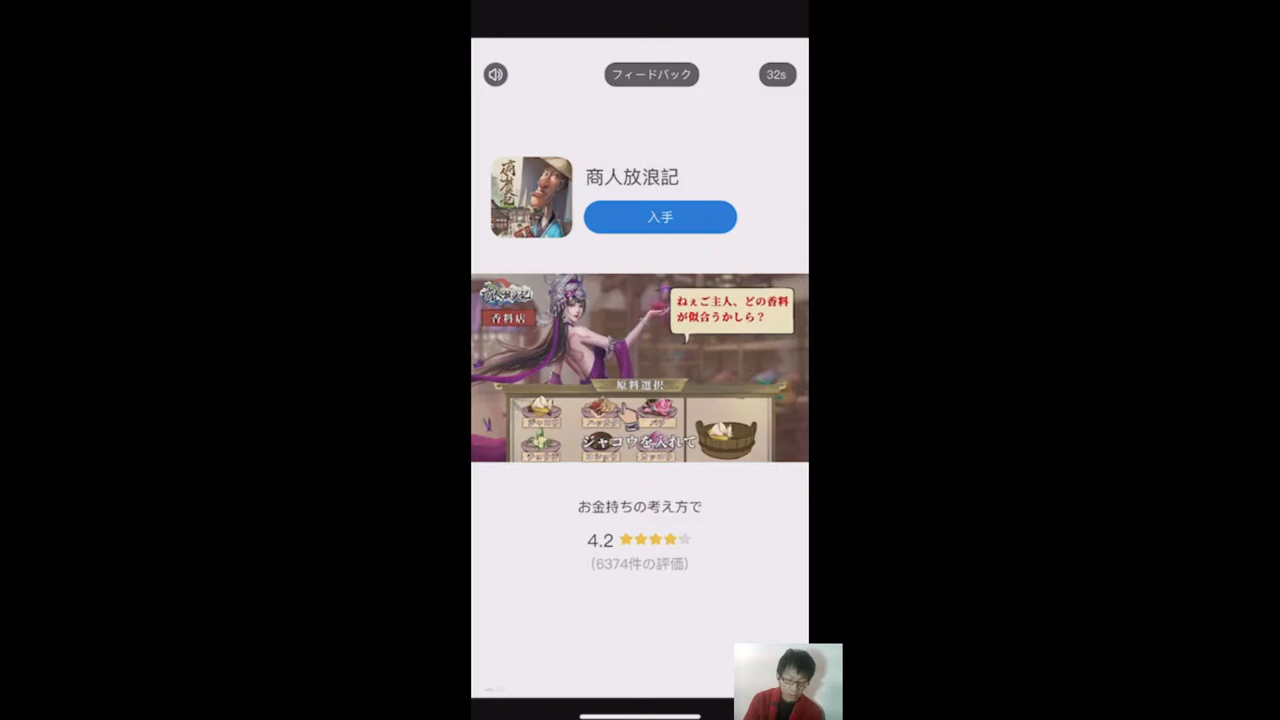 フィードバック
32s
商人放浪記
入手
香料店
ねぇご主人、どの香料
が似合うかしら？
原料選択
ジャコウを入れて
お金持ちの考え方で
4.2
(6374件の評価)